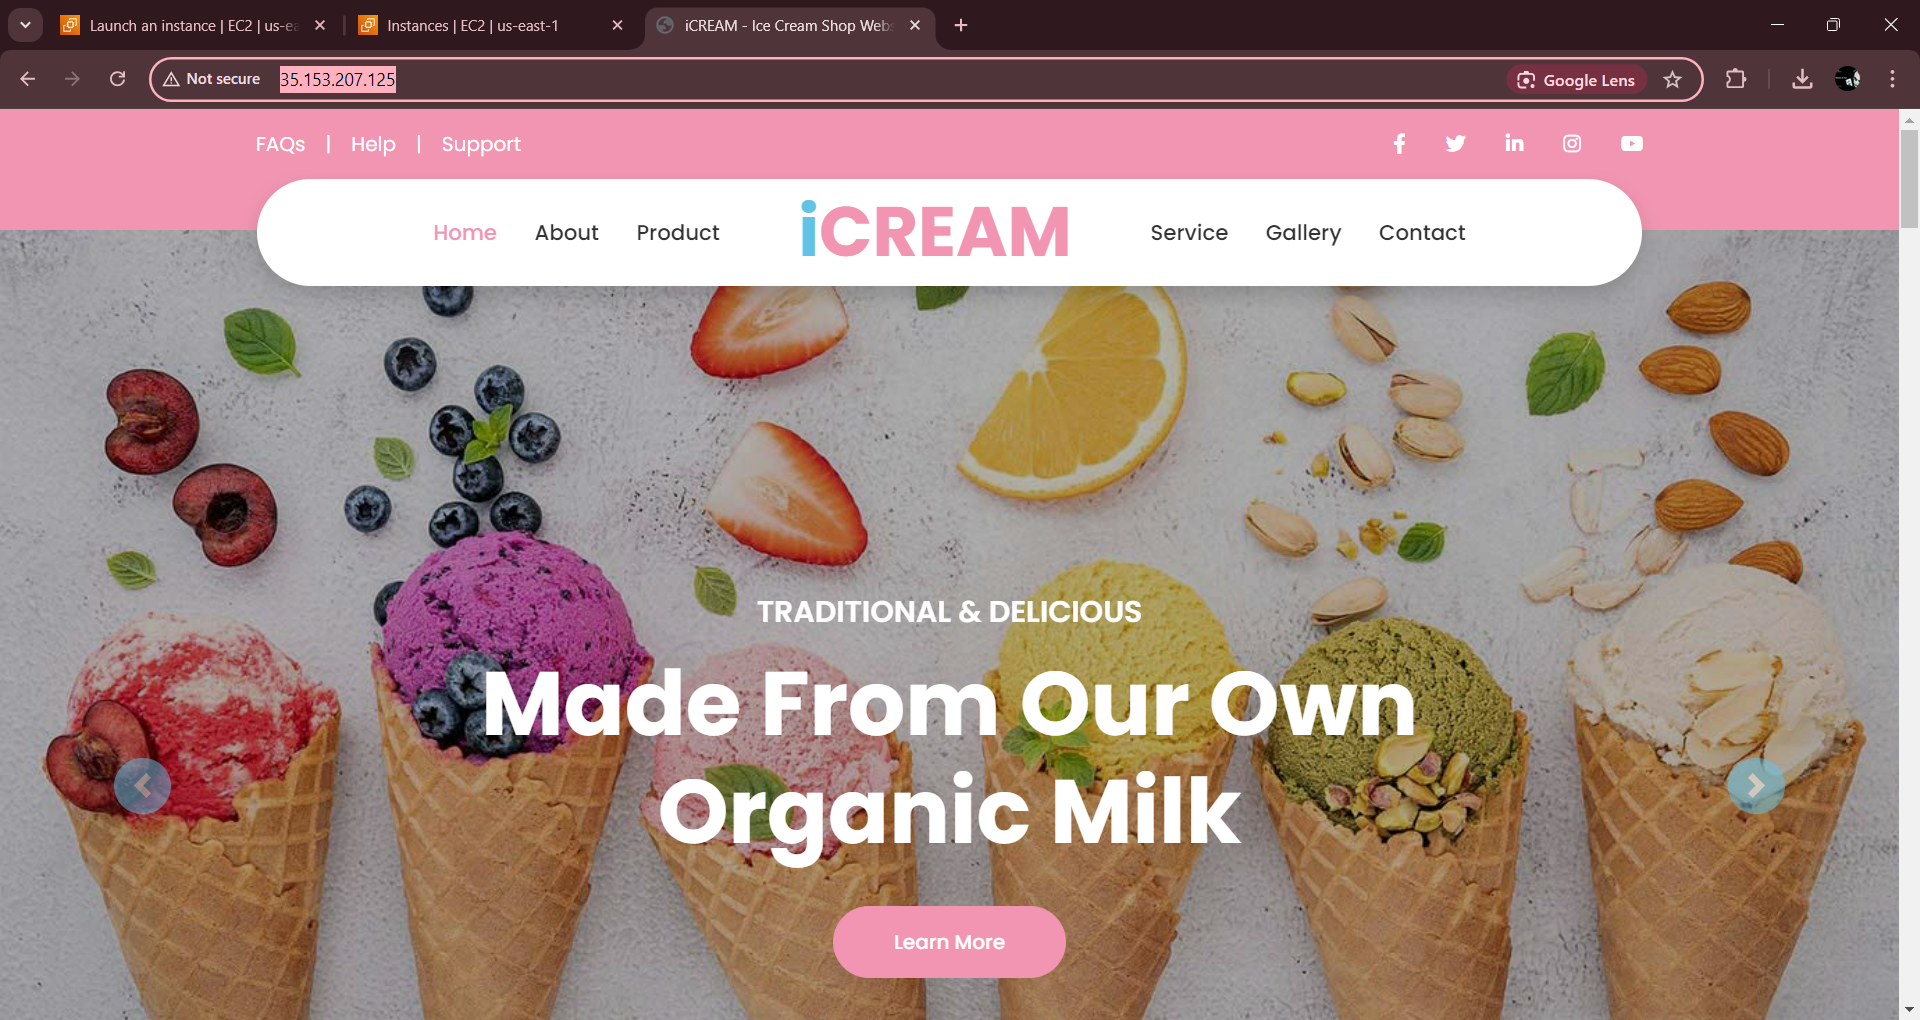 Launch an instance | EC2 | us-ea
Instances | EC2 | us-east-1
iCREAM - Ice Cream Shop Webs
Not secure
35.153.207.125
Google Lens
FAQs | Help | Support
Home About Product iCREAM Service Gallery Contact
TRADITIONAL & DELICIOUS
Made From Our Own
Organic Milk
Learn More